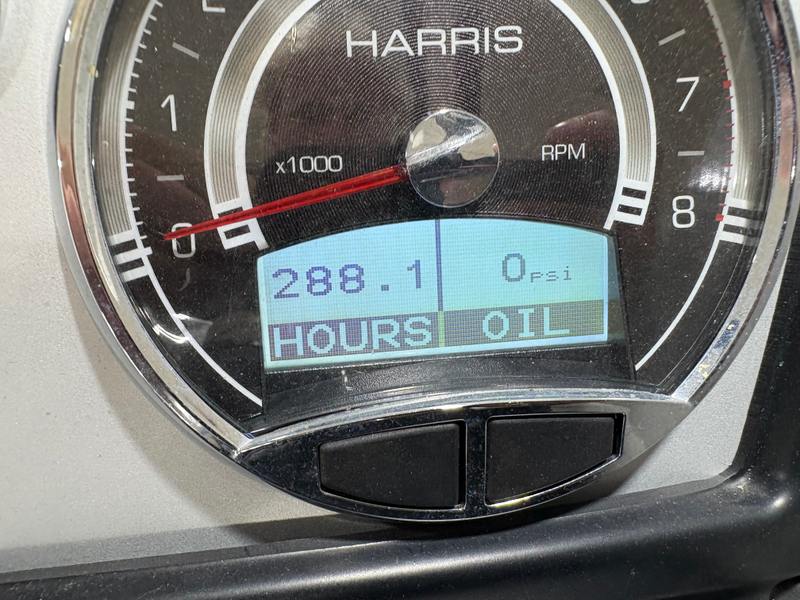 HARRIS
1
7
x1000
RPM
0
8
288.1
0psi
HOURS
OIL